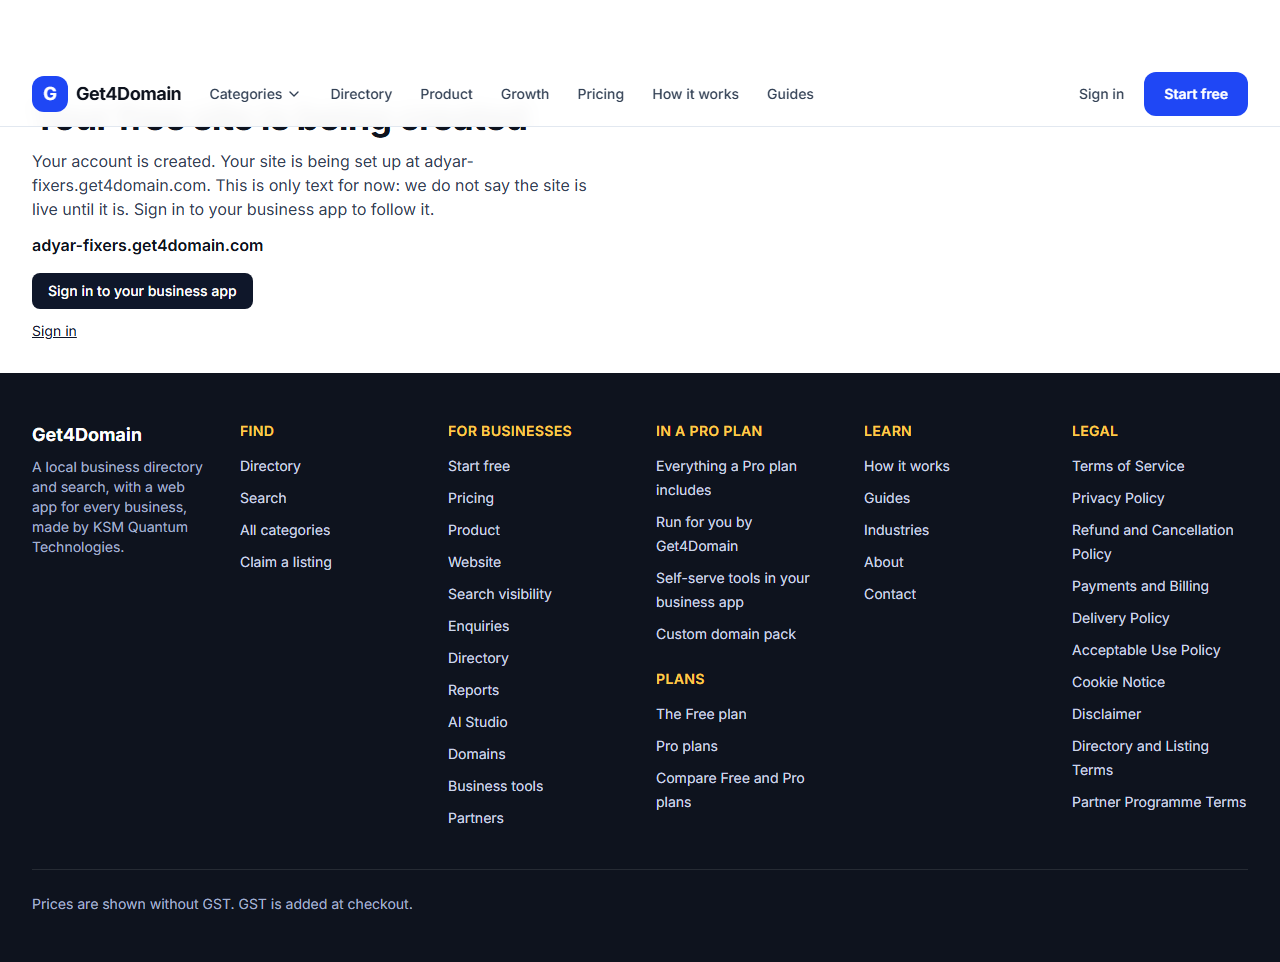 G Get4Domain Categories Directory Product Growth Pricing How it works Guides Sign in Start free
Your free site is being created
Your account is created. Your site is being set up at adyar-
fixers.get4domain.com. This is only text for now: we do not say the site is
live until it is. Sign in to your business app to follow it.
adyar-fixers.get4domain.com
Sign in to your business app
Sign in
Get4Domain
A local business directory
and search, with a web
app for every business,
made by KSM Quantum
Technologies.
FIND
Directory
Search
All categories
Claim a listing
FOR BUSINESSES
Start free
Pricing
Product
Website
Search visibility
Enquiries
Directory
Reports
AI Studio
Domains
Business tools
Partners
IN A PRO PLAN
Everything a Pro plan
includes
Run for you by
Get4Domain
Self-serve tools in your
business app
Custom domain pack
PLANS
The Free plan
Pro plans
Compare Free and Pro
plans
LEARN
How it works
Guides
Industries
About
Contact
LEGAL
Terms of Service
Privacy Policy
Refund and Cancellation
Policy
Payments and Billing
Delivery Policy
Acceptable Use Policy
Cookie Notice
Disclaimer
Directory and Listing
Terms
Partner Programme Terms
Prices are shown without GST. GST is added at checkout.